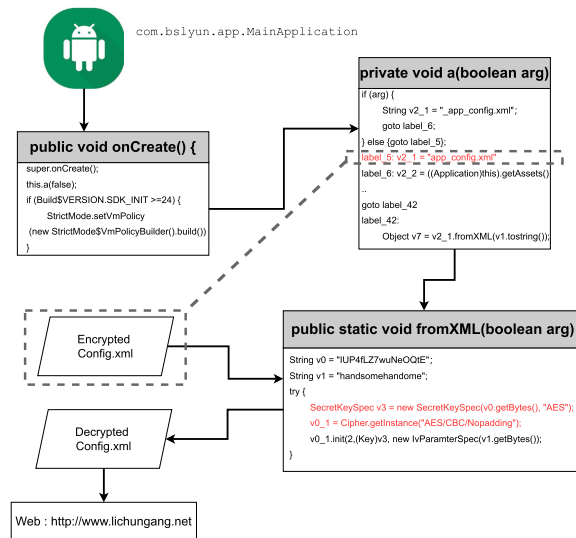 com.bslyun.app.MainApplication
private void a(boolean arg)
if (arg) {
String v2_1 = "_app_config.xml";
goto label_6;
} else {goto label_5};
label_5: v2_1 = "app_config.xml"
label_6: v2_2 = ((Application)this).getAssets()
..
goto label_42
label_42:
Object v7 = v2_1.fromXML(v1.tostring());
public void onCreate() {
super.onCreate();
this.a(false);
if (Build$VERSION.SDK_INIT >=24) {
StrictMode.setVmPolicy
(new StrictMode$VmPolicyBuilder().build())
}
Encrypted
Config.xml
public static void fromXML(boolean arg)
String v0 = "IUP4fLZ7wuNeOQtE";
String v1 = "handsomehandome";
try {
SecretKeySpec v3 = new SecretKeySpec(v0.getBytes(), "AES");
v0_1 = Cipher.getInstance("AES/CBC/Nopadding");
v0_1.init(2,(Key)v3, new IvParamterSpec(v1.getBytes());
}
Decrypted
Config.xml
Web : http://www.lichungang.net